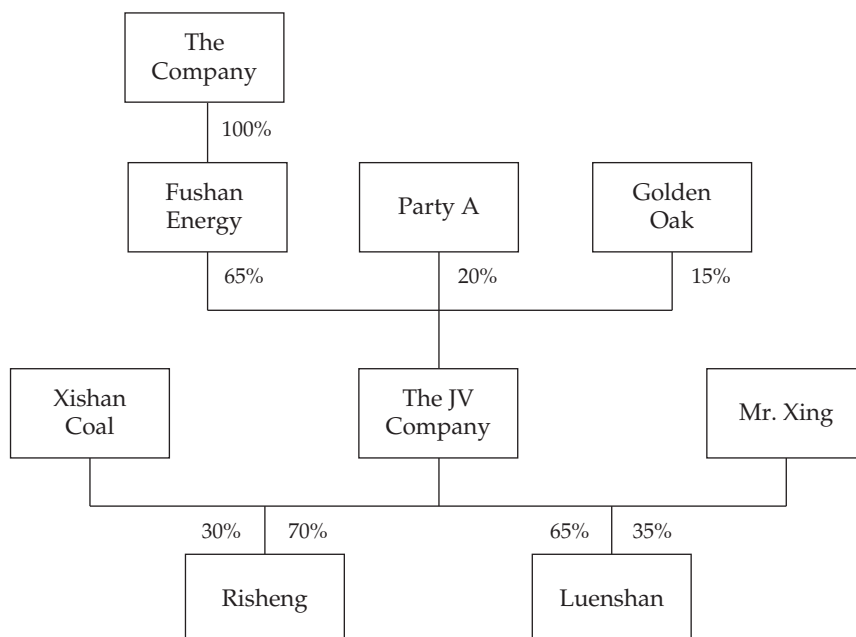 The
Company
100%
Fushan
Energy
Party A
Golden
Oak
65%
20%
15%
Xishan
Coal
The JV
Company
Mr. Xing
30%
70%
65%
35%
Risheng
Luenshan